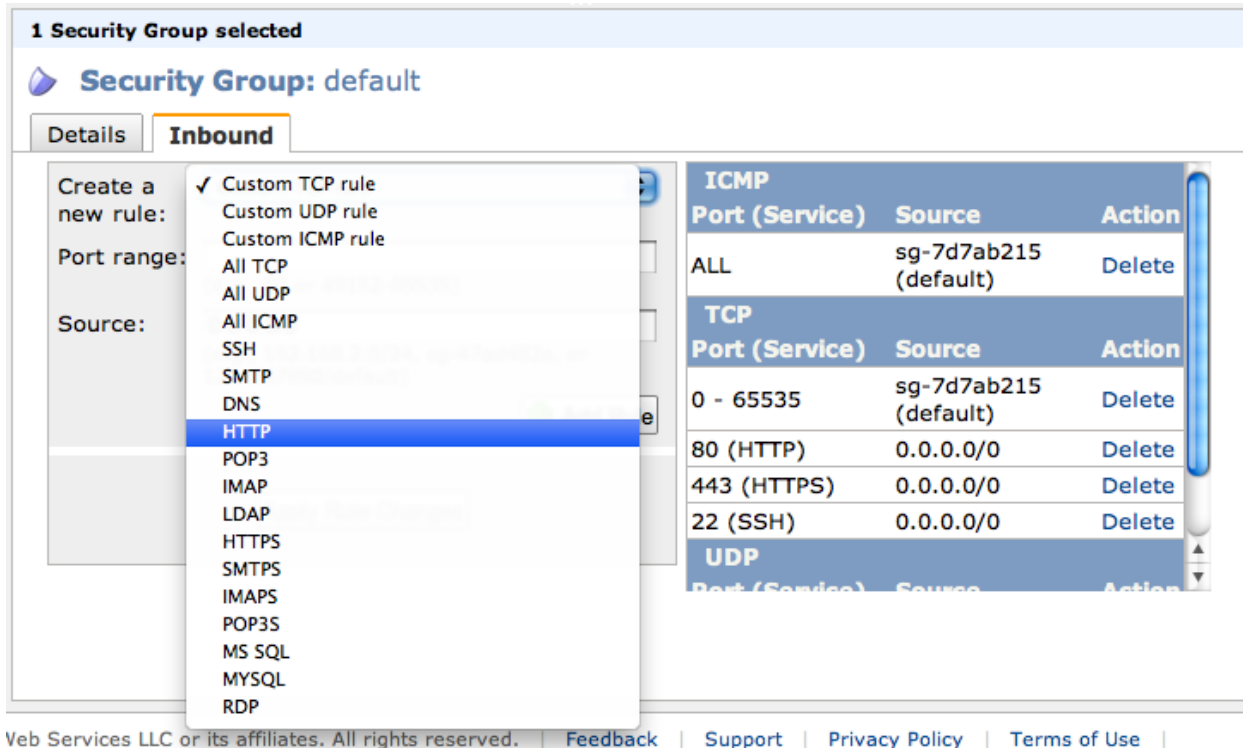 1 Security Group selected
Security Group: default
Details Inbound
Create a
new rule:
Port range:
Source:
✓ Custom TCP rule
Custom UDP rule
Custom ICMP rule
All TCP
All UDP
All ICMP
SSH
SMTP
DNS
HTTP
POP3
IMAP
LDAP
HTTPS
SMTPS
IMAPS
POP3S
MS SQL
MYSQL
RDP
ICMP
Port (Service) Source Action
ALL sg-7d7ab215 (default) Delete
TCP
Port (Service) Source Action
0 - 65535 sg-7d7ab215 (default) Delete
80 (HTTP) 0.0.0.0/0 Delete
443 (HTTPS) 0.0.0.0/0 Delete
22 (SSH) 0.0.0.0/0 Delete
UDP
Port (Service) Source Action
Web Services LLC or its affiliates. All rights reserved. | Feedback | Support | Privacy Policy | Terms of Use |